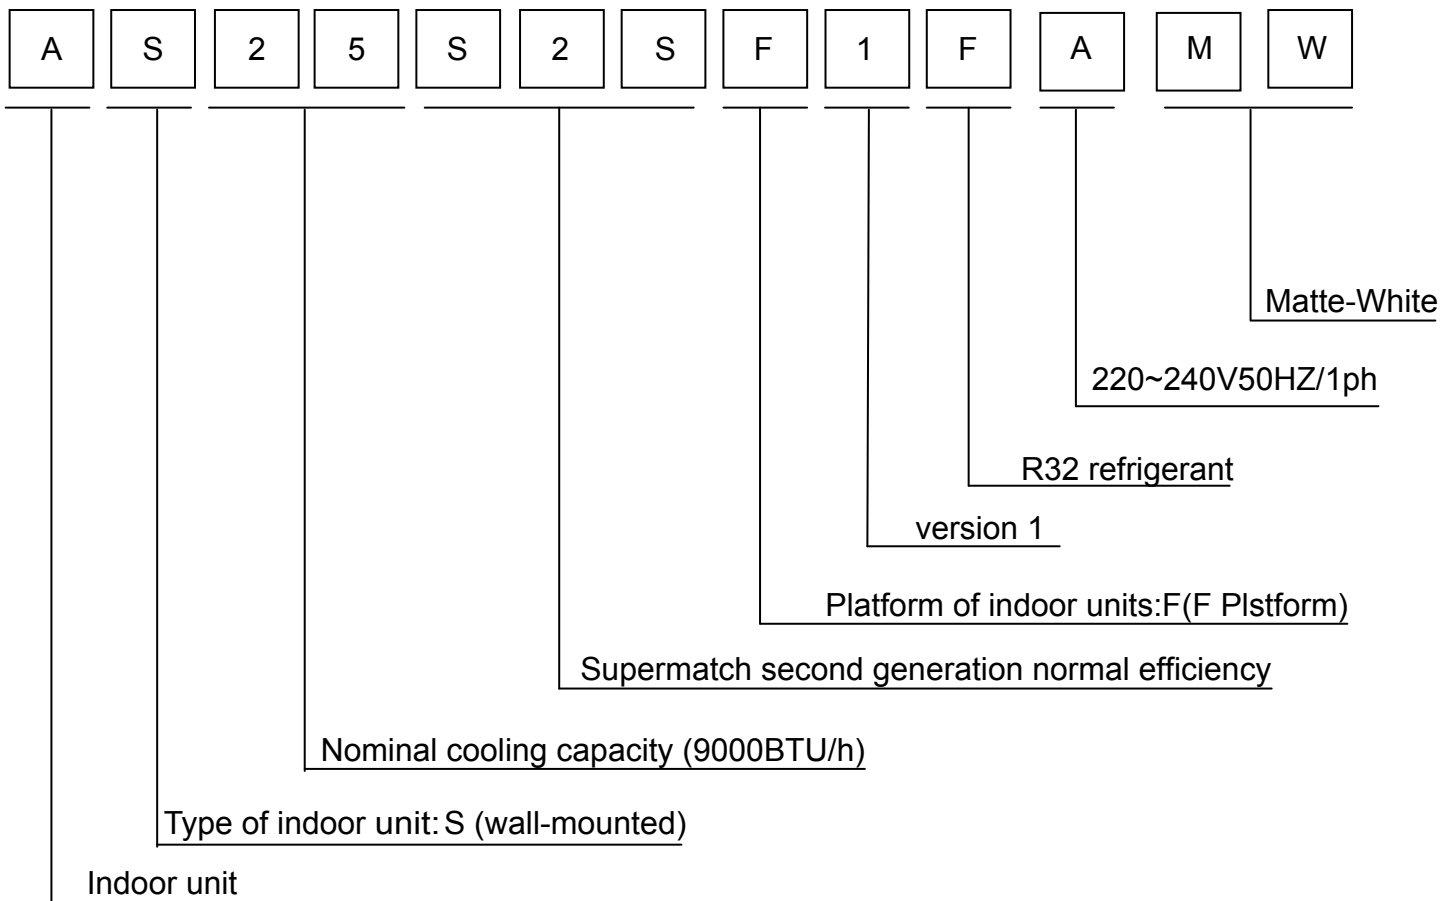 A S 2 5 S 2 S F 1 F A M W
Matte-White
220~240V50HZ/1ph
R32 refrigerant
version 1
Platform of indoor units:F(F Plstform)
Supermatch second generation normal efficiency
Nominal cooling capacity (9000BTU/h)
Type of indoor unit: S (wall-mounted)
Indoor unit